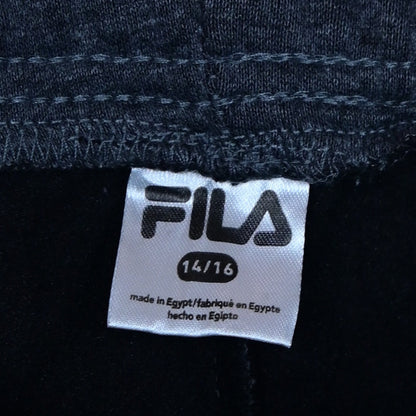 FILA
14/16
made in Egypt/fabriqué en Egypte
hecho en Egipto